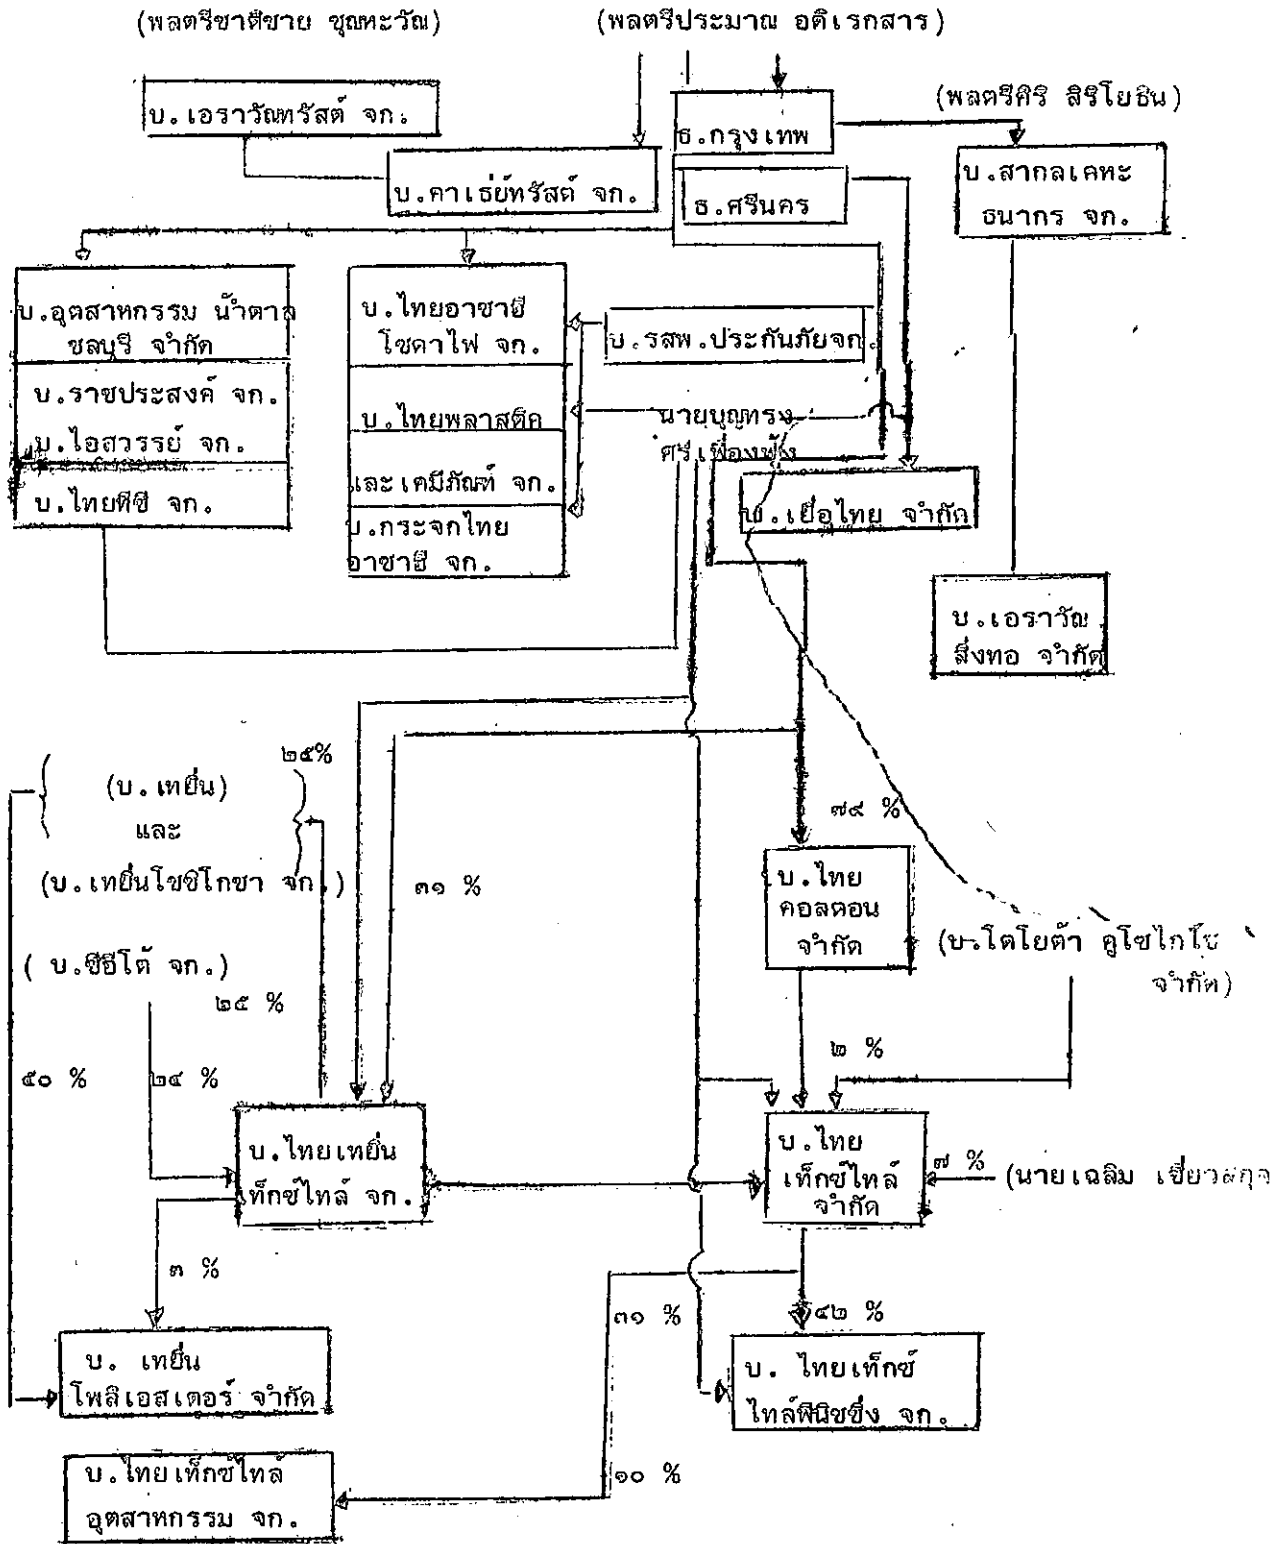 (พลตรีชาติชาย ชุณหะวัณ)
(พลตรีประมาณ อดิเรกสาร)
บ.เอราวัณทรัสต์ จก.
ธ.กรุงเทพ
(พลตรีศิริ สิริโยธิน)
บ.คาเธ่ย์ทรัสต์ จก.
ธ.ศรีนคร
บ.สากลเคหะ
ธนากร จก.
บ.อุตสาหกรรม น้ำตาล
ชลบุรี จำกัด
บ.ราชประสงค์ จก.
บ.ไอสวรรย์ จก.
บ.ไทยทีซี จก.
บ.ไทยอาซาฮี
โซดาไฟ จก.
บ.ไทยพลาสติค
และเคมีภัณฑ์ จก.
บ.กระจกไทย
อาซาฮี จก.
บ.รสพ.ประกันภัยจก.
นายบุญทรง
ศรีเฟื่องฟุ้ง
บ.เยื่อไทย จำกัด
บ.เอราวัณ
สิ่งทอ จำกัด
๒๕%
(บ.เทยิ่น)
และ
(บ.เทยิ่นโชชิโกชา จก.)
๓๑ %
๗๙ %
บ.ไทย
คอลตอน
จำกัด
(บ.โตโยต้า คูโซไกโช
จำกัด)
(บ.ซีอีโต้ จก.)
๒๕ %
๕๐ %
๒๔ %
๒ %
บ.ไทยเทยิ่น
เท็กซ์ไทล์ จก.
บ.ไทย
เท็กซ์ไทล์
จำกัด
๗ %
(นายเฉลิม เชี่ยวสกุล
๓ %
๓๑ %
๔๒ %
บ. เทยิ่น
โพลิเอสเตอร์ จำกัด
บ. ไทยเท็กซ์
ไทล์ฟินิชชิ่ง จก.
บ.ไทยเท็กซ์ไทล์
อุตสาหกรรม จก.
๑๐ %